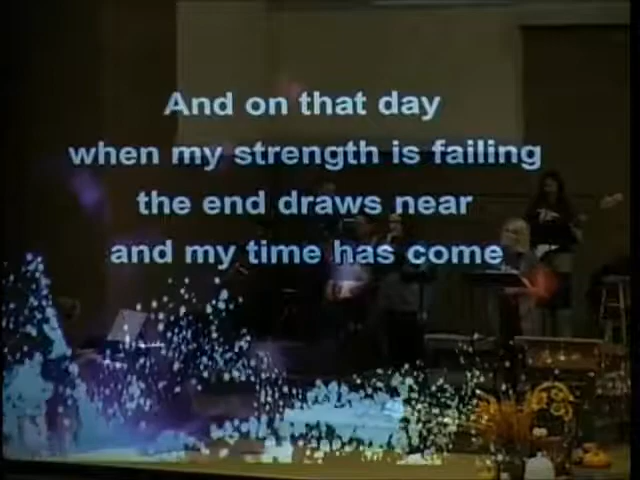 And on that day
when my strength is failing
the end draws near
and my time has come